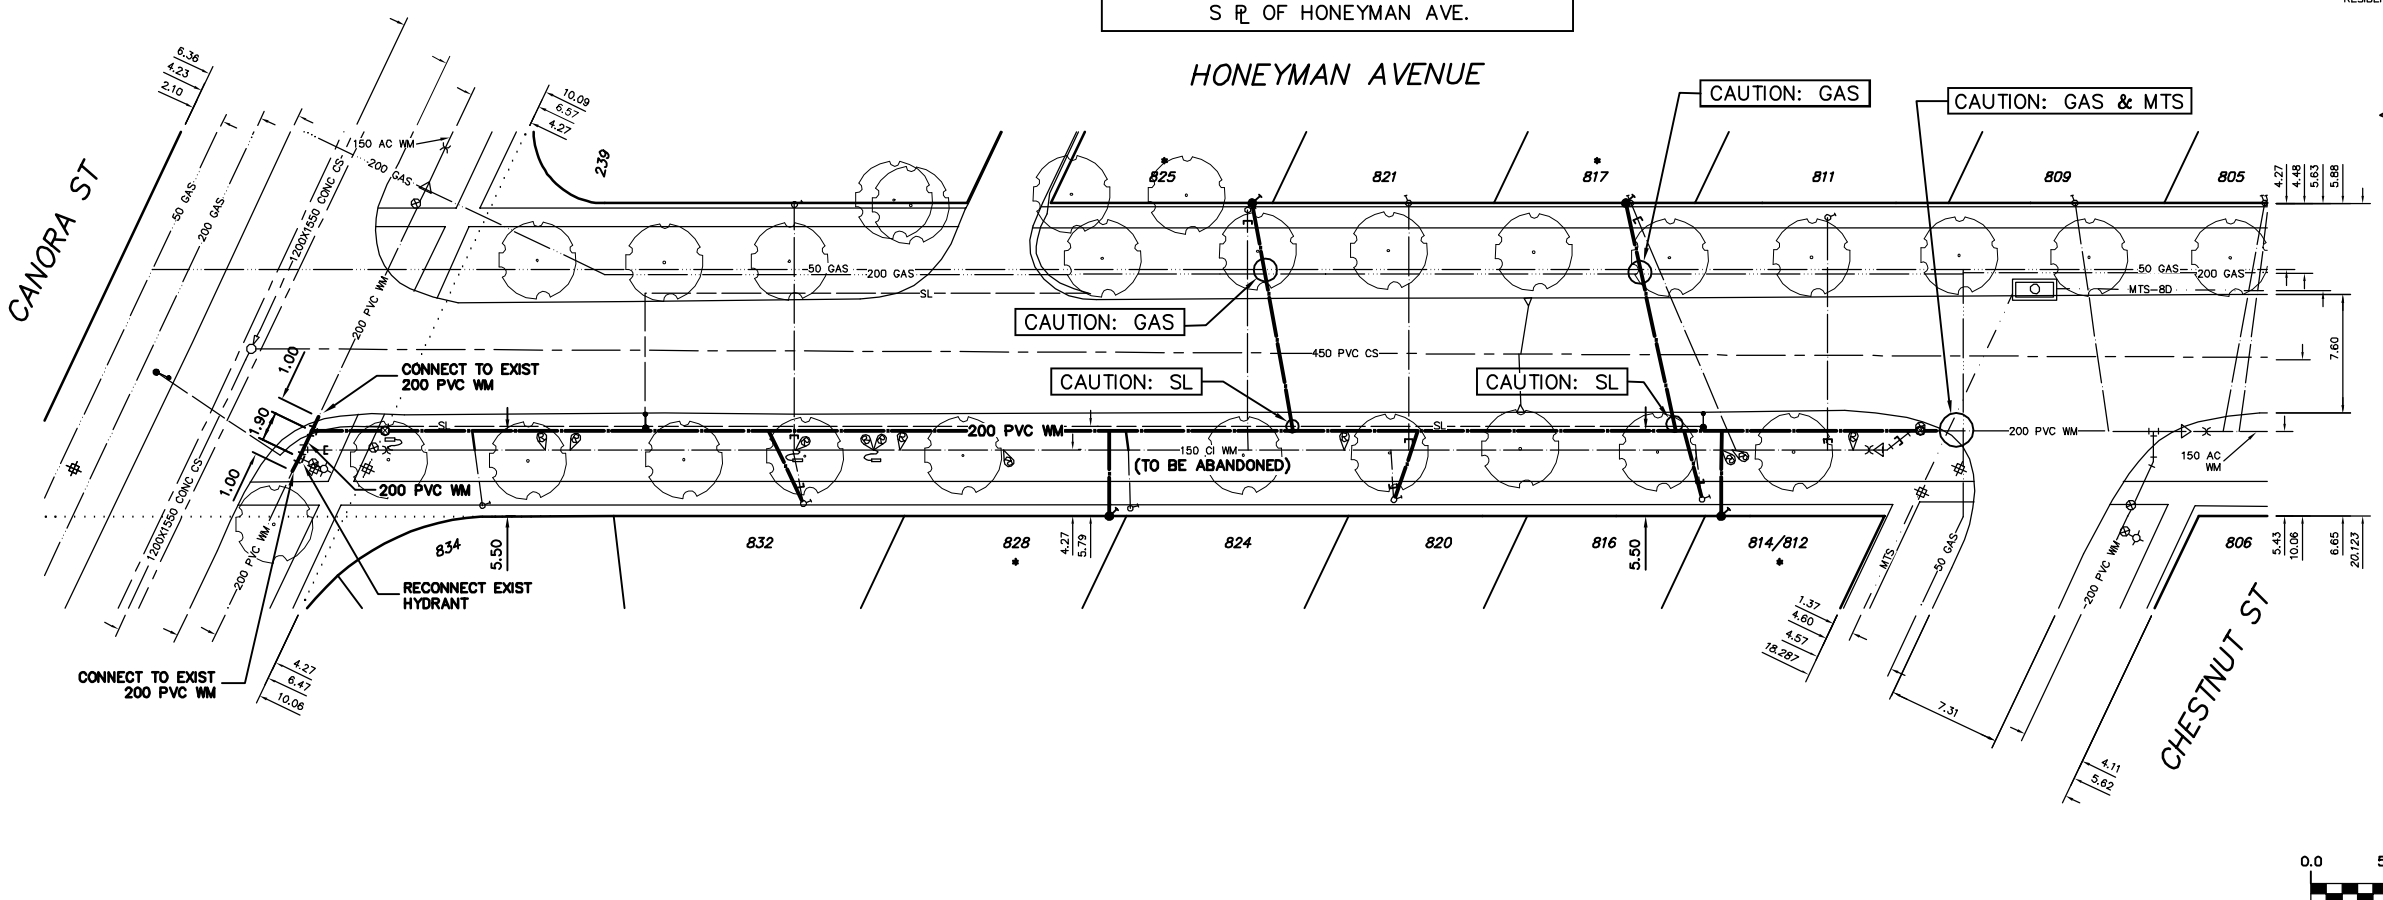 S ⅊ OF HONEYMAN AVE.
HONEYMAN AVENUE
CAUTION: GAS
CAUTION: GAS & MTS
6.36
4.23
2.10
10.09
6.57
4.27
150 AC WM
200 GAS
239
825
821
817
811
809
805
4.27
4.48
5.63
5.88
CANORA ST
50 GAS
200 GAS
1200X1550 CONC CS
200 PVC WM
50 GAS
200 GAS
SL
50 GAS
200 GAS
MTS-8D
CAUTION: GAS
450 PVC CS
7.60
1.00
CONNECT TO EXIST
200 PVC WM
CAUTION: SL
CAUTION: SL
1.90
SL
200 PVC WM
SL
200 PVC WM
E
150 CI WM
(TO BE ABANDONED)
150 AC
WM
1.00
200 PVC WM
1200X1550 CONC CS
200 PVC WM
834
5.50
832
828
4.27
5.79
824
820
816
5.50
814/812
806
5.43
10.06
6.65
20.123
MTS
50 GAS
200 PVC WM
RECONNECT EXIST
HYDRANT
1.37
4.60
4.57
18.287
CONNECT TO EXIST
200 PVC WM
4.27
6.47
10.06
7.31
CHESTNUT ST
4.11
5.62
0.0